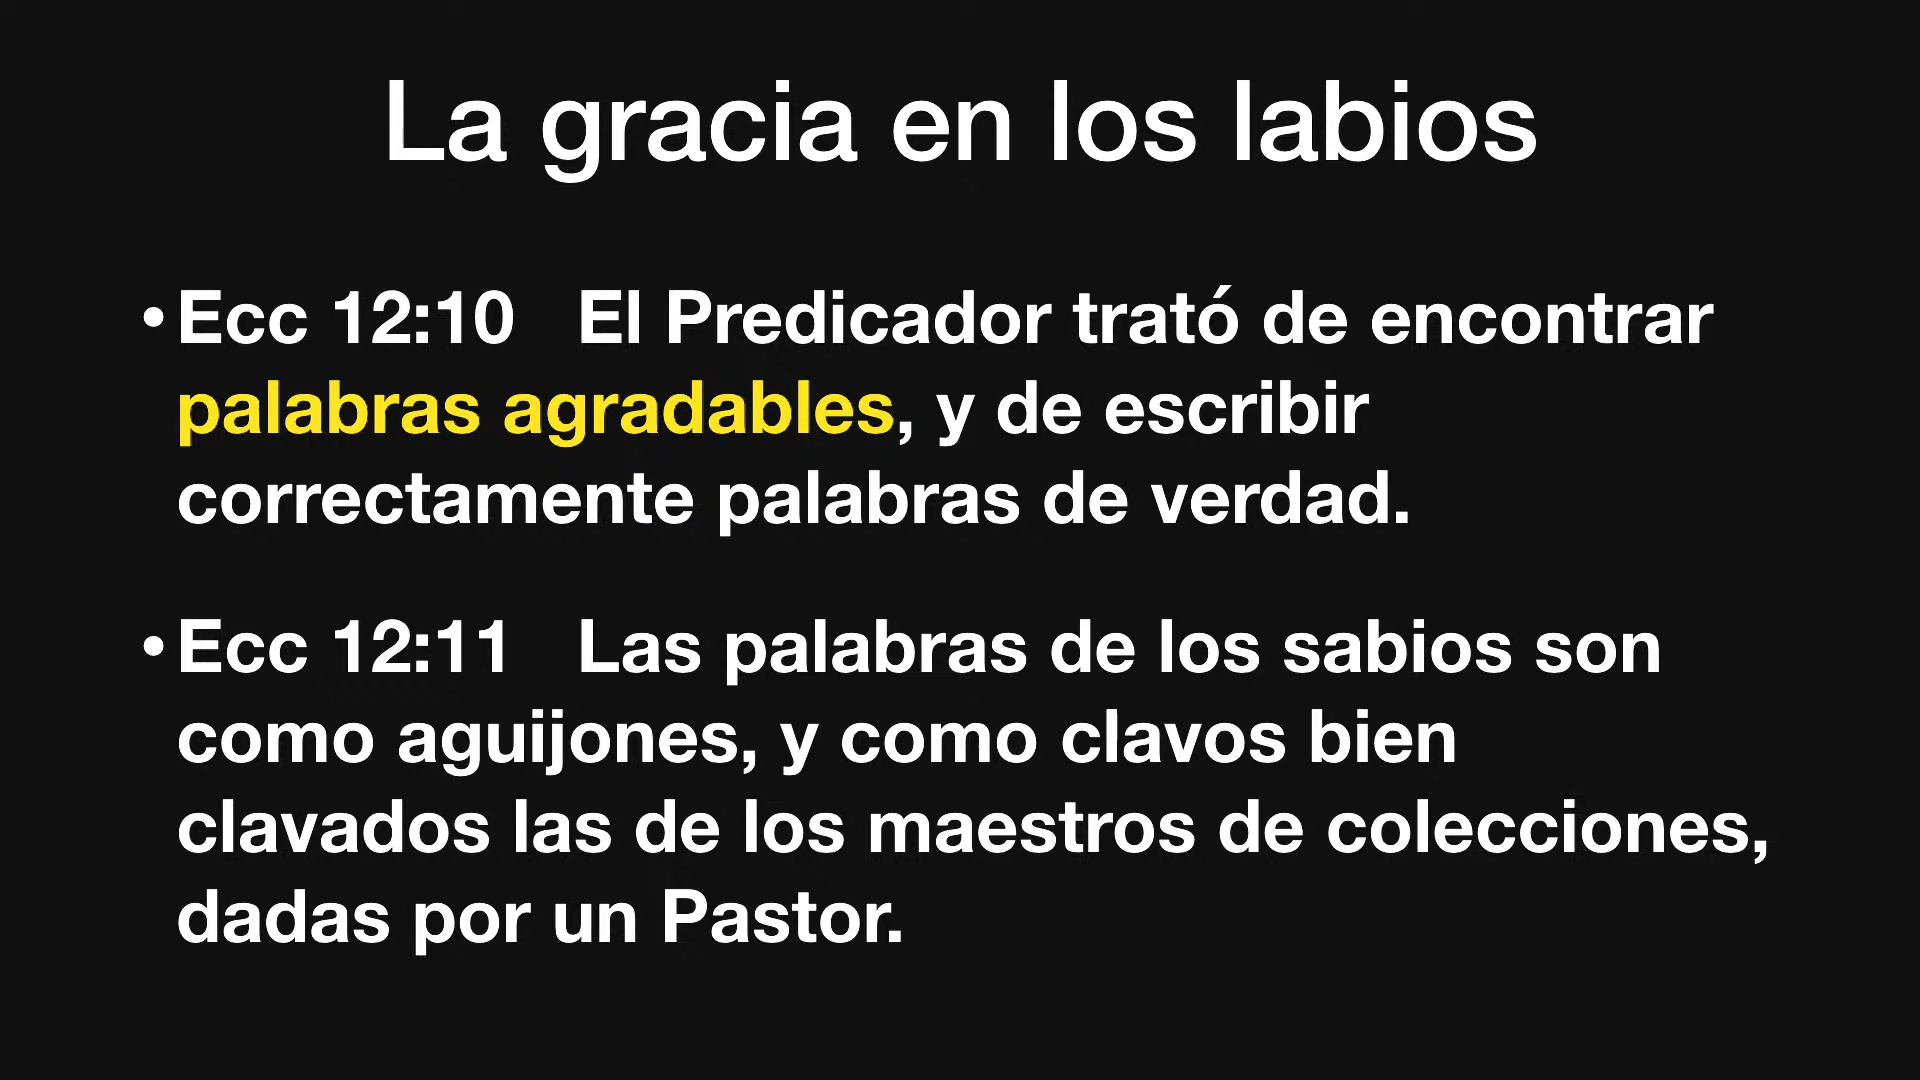 La gracia en los labios
• Ecc 12:10 El Predicador trató de encontrar
palabras agradables, y de escribir
correctamente palabras de verdad.
• Ecc 12:11 Las palabras de los sabios son
como aguijones, y como clavos bien
clavados las de los maestros de colecciones,
dadas por un Pastor.